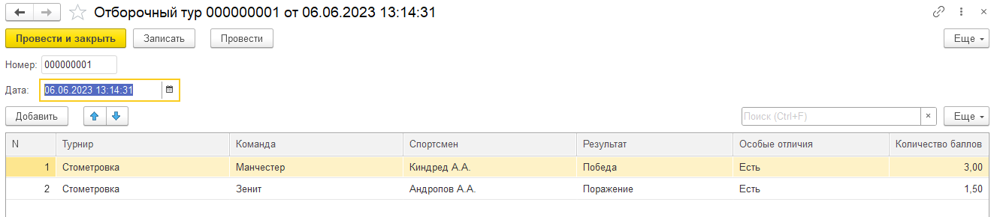 Отборочный тур 000000001 от 06.06.2023 13:14:31
Провести и закрыть Записать Провести Еще
Номер: 000000001
Дата: 06.06.2023 13:14:31
Добавить Поиск (Ctrl+F) × Еще
N Турнир Команда Спортсмен Результат Особые отличия Количество баллов
1 Стометровка Манчестер Киндред А.А. Победа Есть 3,00
2 Стометровка Зенит Андропов А.А. Поражение Есть 1,50